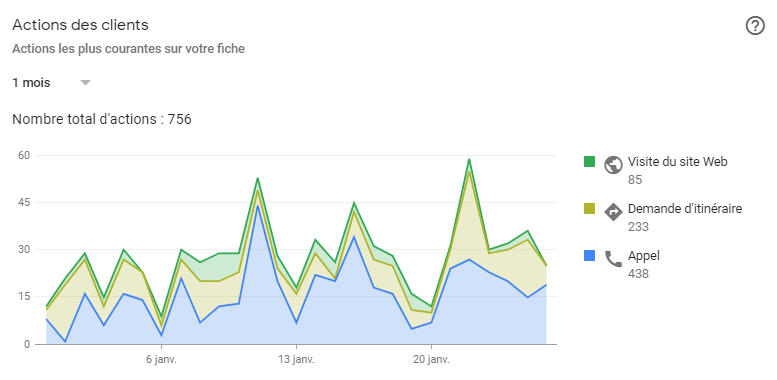 Actions des clients
Actions les plus courantes sur votre fiche
1 mois
Nombre total d'actions : 756
60
45
30
15
0
6 janv.
13 janv.
20 janv.
Visite du site Web
85
Demande d'itinéraire
233
Appel
438